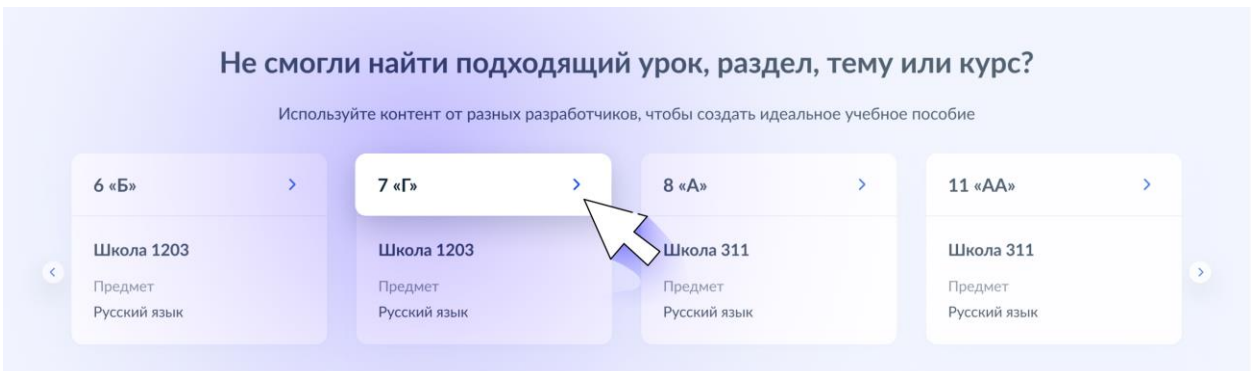 Не смогли найти подходящий урок, раздел, тему или курс?
Используйте контент от разных разработчиков, чтобы создать идеальное учебное пособие
6 «Б»
7 «Г»
8 «А»
11 «АА»
Школа 1203
Школа 1203
Школа 311
Школа 311
Предмет
Предмет
Предмет
Предмет
Русский язык
Русский язык
Русский язык
Русский язык